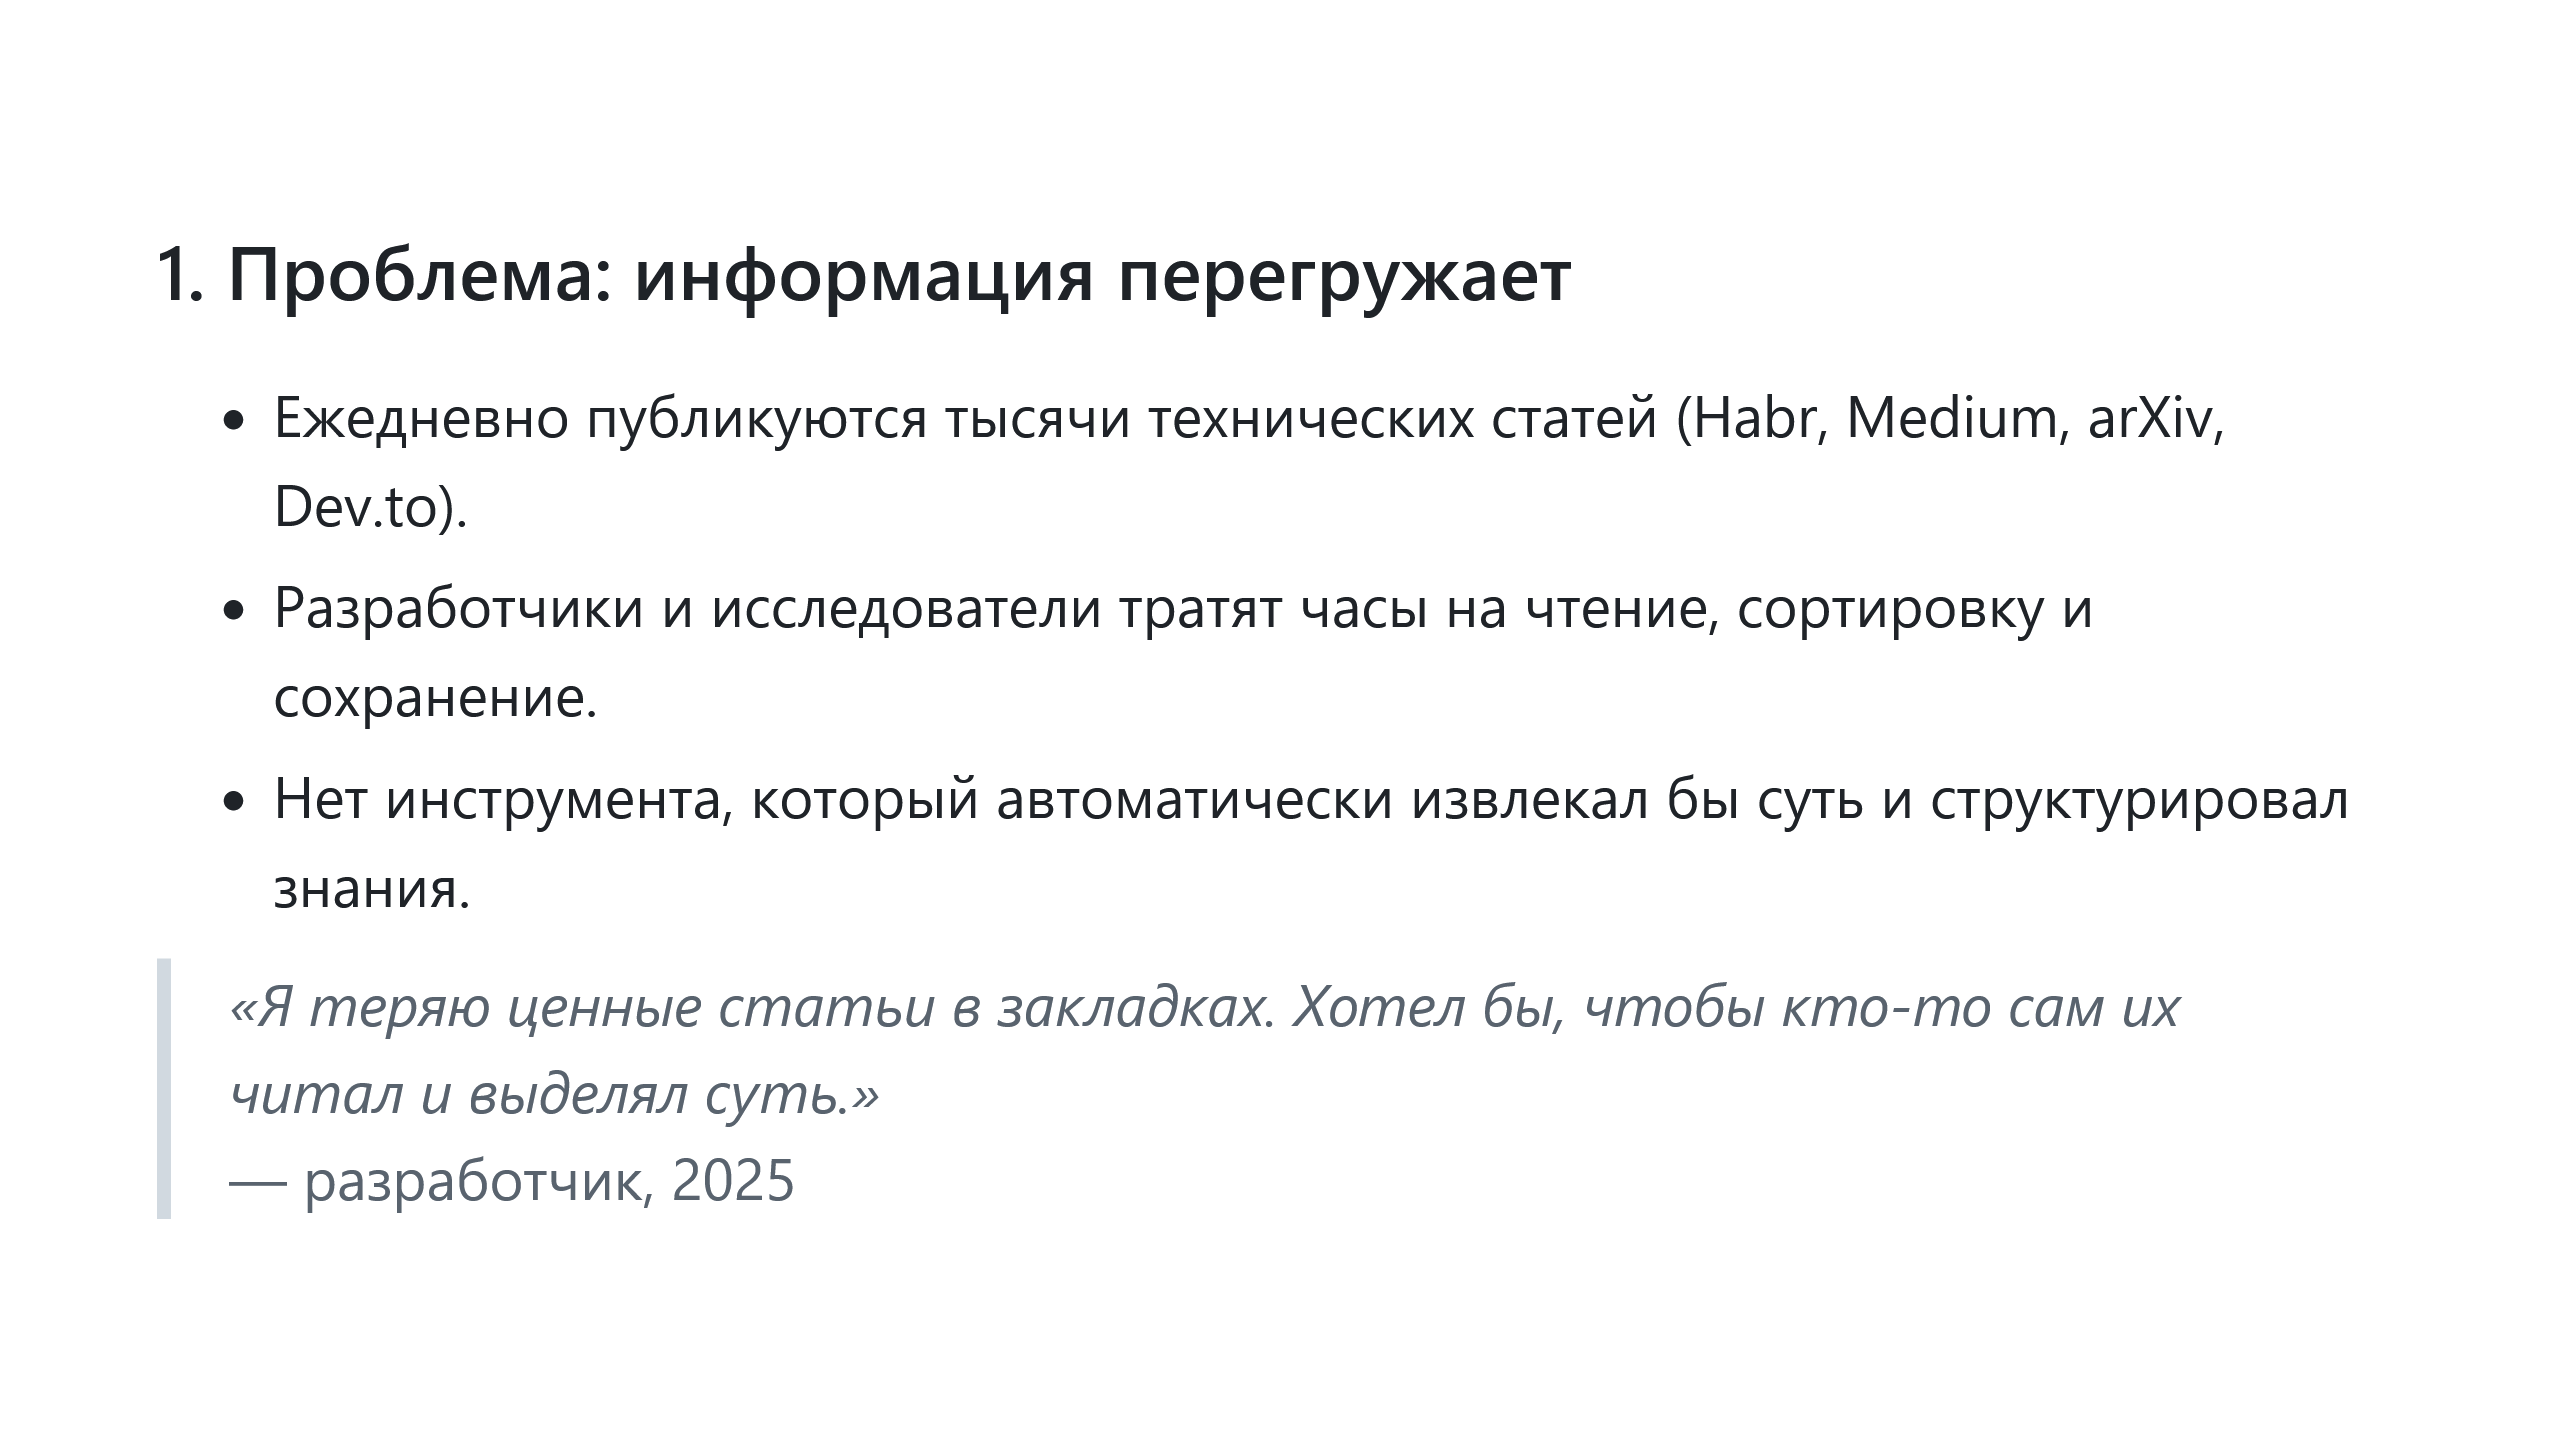 1. Проблема: информация перегружает
• Ежедневно публикуются тысячи технических статей (Habr, Medium, arXiv,
Dev.to).
• Разработчики и исследователи тратят часы на чтение, сортировку и
сохранение.
• Нет инструмента, который автоматически извлекал бы суть и структурировал
знания.
«Я теряю ценные статьи в закладках. Хотел бы, чтобы кто-то сам их
читал и выделял суть.»
— разработчик, 2025